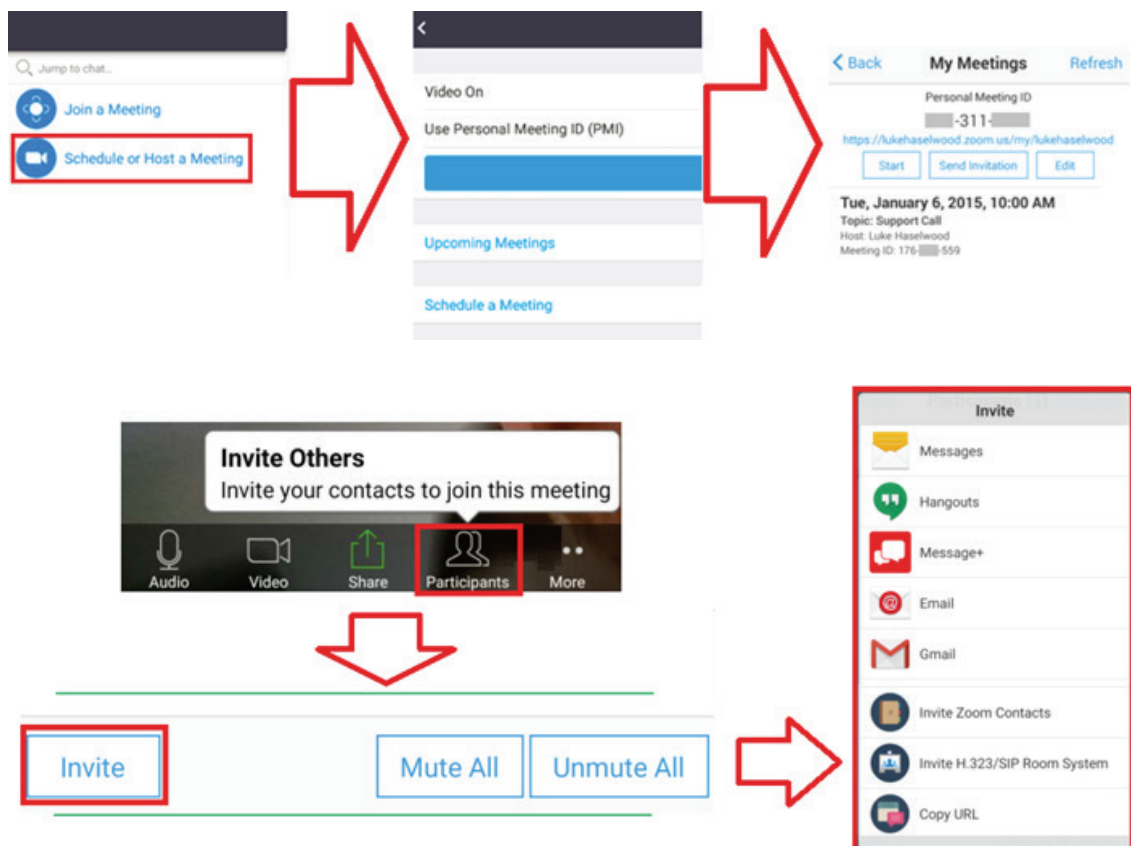 Jump to chat..
Join a Meeting
Schedule or Host a Meeting
Video On
Use Personal Meeting ID (PMI)
Upcoming Meetings
Schedule a Meeting
Back My Meetings Refresh
Personal Meeting ID
-311-
https://lukehaselwood.zoom.us/my/lukehaselwood
Start Send Invitation Edit
Tue, January 6, 2015, 10:00 AM
Topic: Support Call
Host: Luke Haselwood
Meeting ID: 176- -559
Invite Others
Invite your contacts to join this meeting
Audio Video Share Participants More
Invite Mute All Unmute All
Invite
Messages
Hangouts
Message+
Email
Gmail
Invite Zoom Contacts
Invite H.323/SIP Room System
Copy URL